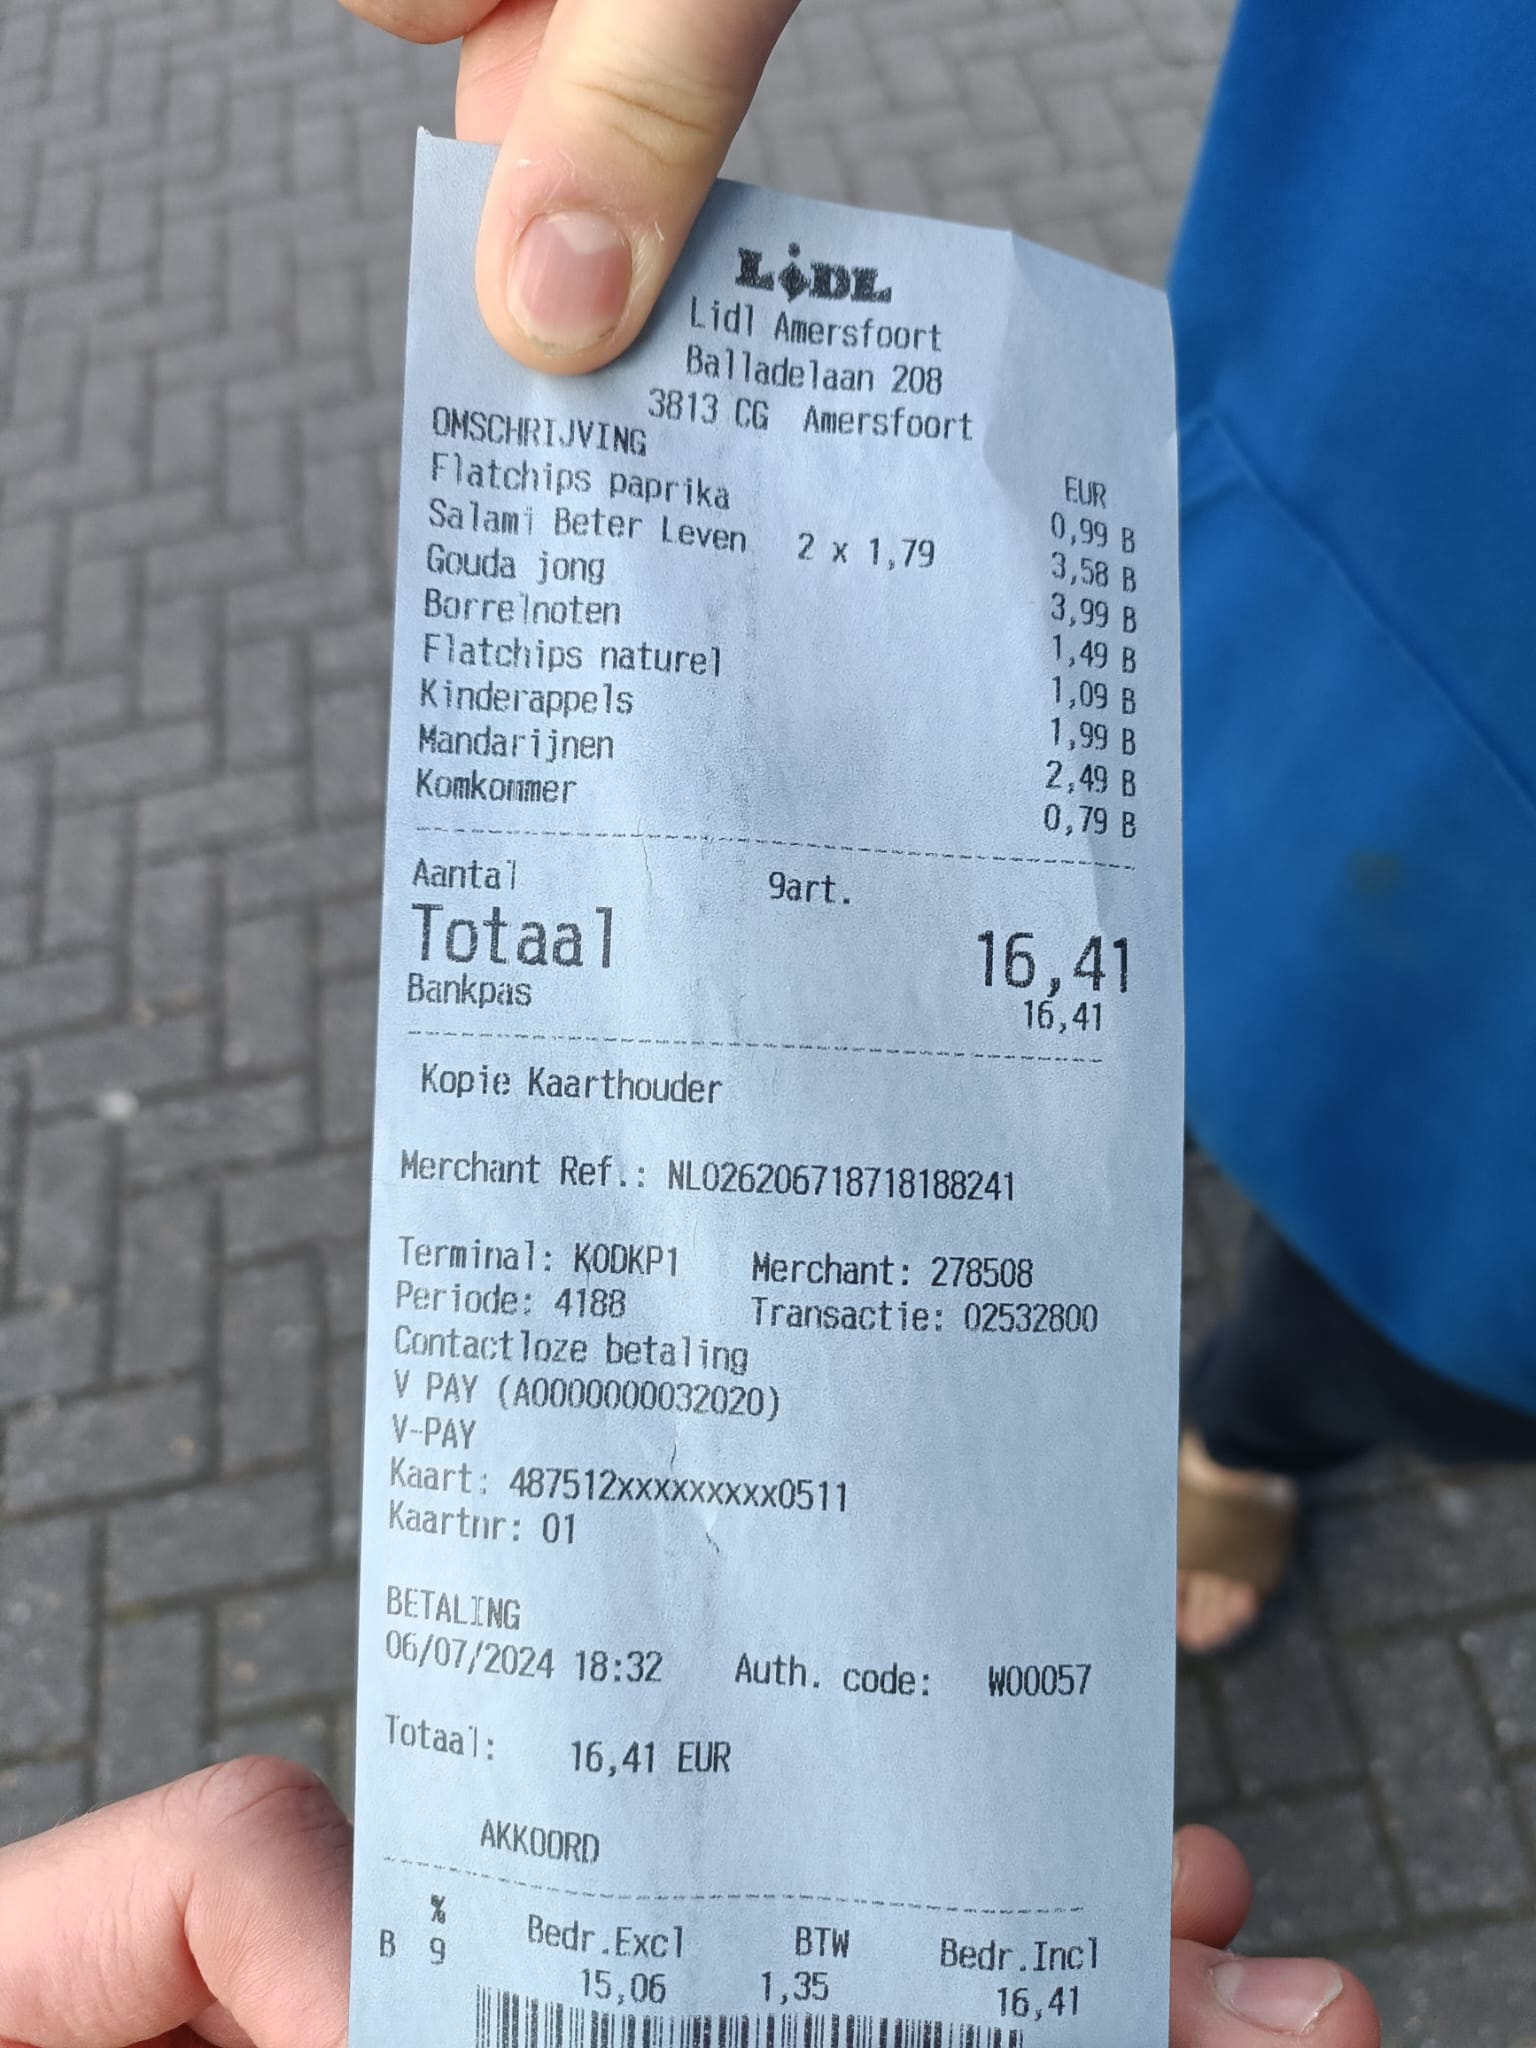 LiDL
Lidl Amersfoort
Balladelaan 208
3813 CG Amersfoort
OMSCHRIJVING EUR
Flatchips paprika 0,99 B
Salami Beter Leven 2 x 1,79 3,58 B
Gouda jong 3,99 B
Borrelnoten 1,49 B
Flatchips naturel 1,09 B
Kinderappels 1,99 B
Mandarijnen 2,49 B
Komkommer 0,79 B
Aantal 9art.
Totaal 16,41
Bankpas 16,41
Kopie Kaarthouder
Merchant Ref.: NL026206718718188241
Terminal: KODKP1 Merchant: 278508
Periode: 4188 Transactie: 02532800
Contactloze betaling
V PAY (A0000000032020)
V-PAY
Kaart: 487512xxxxxxxxx0511
Kaartnr: 01
BETALING
06/07/2024 18:32 Auth. code: W00057
Totaal: 16,41 EUR
AKKOORD
% Bedr.Excl BTW Bedr.Incl
B 9 15,06 1,35 16,41